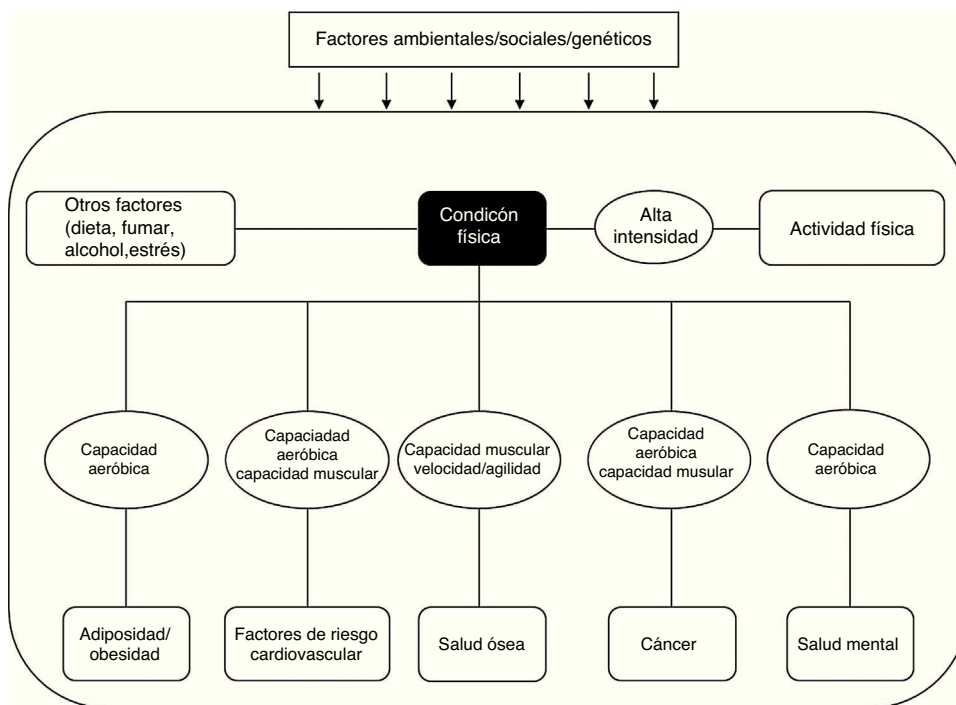 Factores ambientales/sociales/genéticos
Otros factores
(dieta, fumar,
alcohol,estrés)
Condicón
física
Alta
intensidad
Actividad física
Capacidad
aeróbica
Capaciadad
aeróbica
capacidad muscular
Capacidad muscular
velocidad/agilidad
Capacidad
aeróbica
capacidad musular
Capacidad
aeróbica
Adiposidad/
obesidad
Factores de riesgo
cardiovascular
Salud ósea
Cáncer
Salud mental